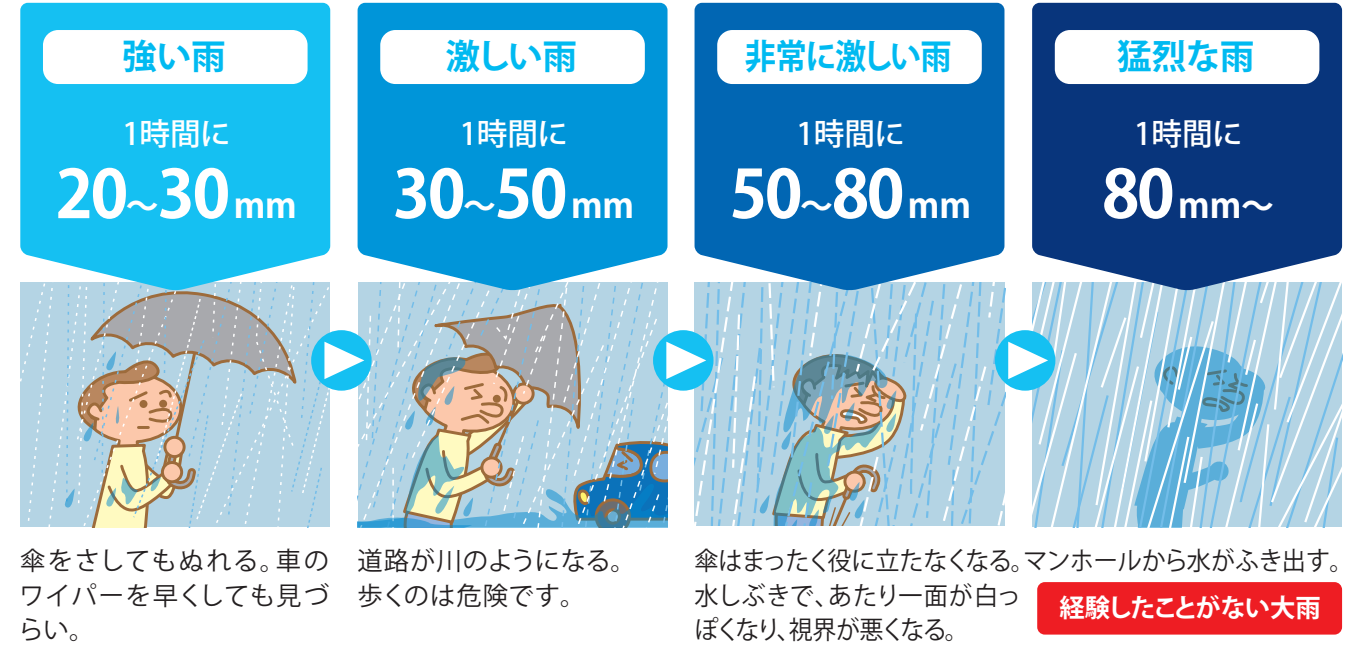 強い雨
1時間に
20～30mm
激しい雨
1時間に
30～50mm
非常に激しい雨
1時間に
50～80mm
猛烈な雨
1時間に
80mm～
傘をさしてもぬれる。車の
ワイパーを早くしても見づ
らい。
道路が川のようになる。
歩くのは危険です。
傘はまったく役に立たなくなる。
水しぶきで、あたり一面が白っ
ぽくなり、視界が悪くなる。
マンホールから水がふき出す。
経験したことがない大雨